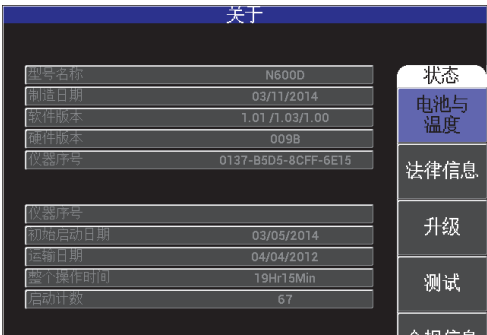 关于
型号名称 N600D
制造日期 03/11/2014
软件版本 1.01 /1.03/1.00
硬件版本 009B
仪器序号 0137-B5D5-8CFF-6E15
仪器序号
初始启动日期 03/05/2014
运输日期 04/04/2012
整个操作时间 19Hr15Min
启动计数 67
状态
电池与
温度
法律信息
升级
测试
合规信息